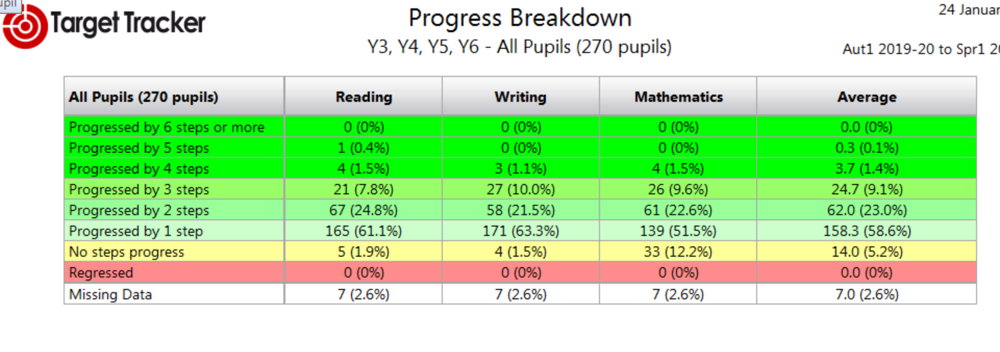 upil
Target Tracker
Progress Breakdown
24 Januar
Y3, Y4, Y5, Y6 - All Pupils (270 pupils)
Aut1 2019-20 to Spr1 20
All Pupils (270 pupils) Reading Writing Mathematics Average
Progressed by 6 steps or more 0 (0%) 0 (0%) 0 (0%) 0.0 (0%)
Progressed by 5 steps 1 (0.4%) 0 (0%) 0 (0%) 0.3 (0.1%)
Progressed by 4 steps 4 (1.5%) 3 (1.1%) 4 (1.5%) 3.7 (1.4%)
Progressed by 3 steps 21 (7.8%) 27 (10.0%) 26 (9.6%) 24.7 (9.1%)
Progressed by 2 steps 67 (24.8%) 58 (21.5%) 61 (22.6%) 62.0 (23.0%)
Progressed by 1 step 165 (61.1%) 171 (63.3%) 139 (51.5%) 158.3 (58.6%)
No steps progress 5 (1.9%) 4 (1.5%) 33 (12.2%) 14.0 (5.2%)
Regressed 0 (0%) 0 (0%) 0 (0%) 0.0 (0%)
Missing Data 7 (2.6%) 7 (2.6%) 7 (2.6%) 7.0 (2.6%)